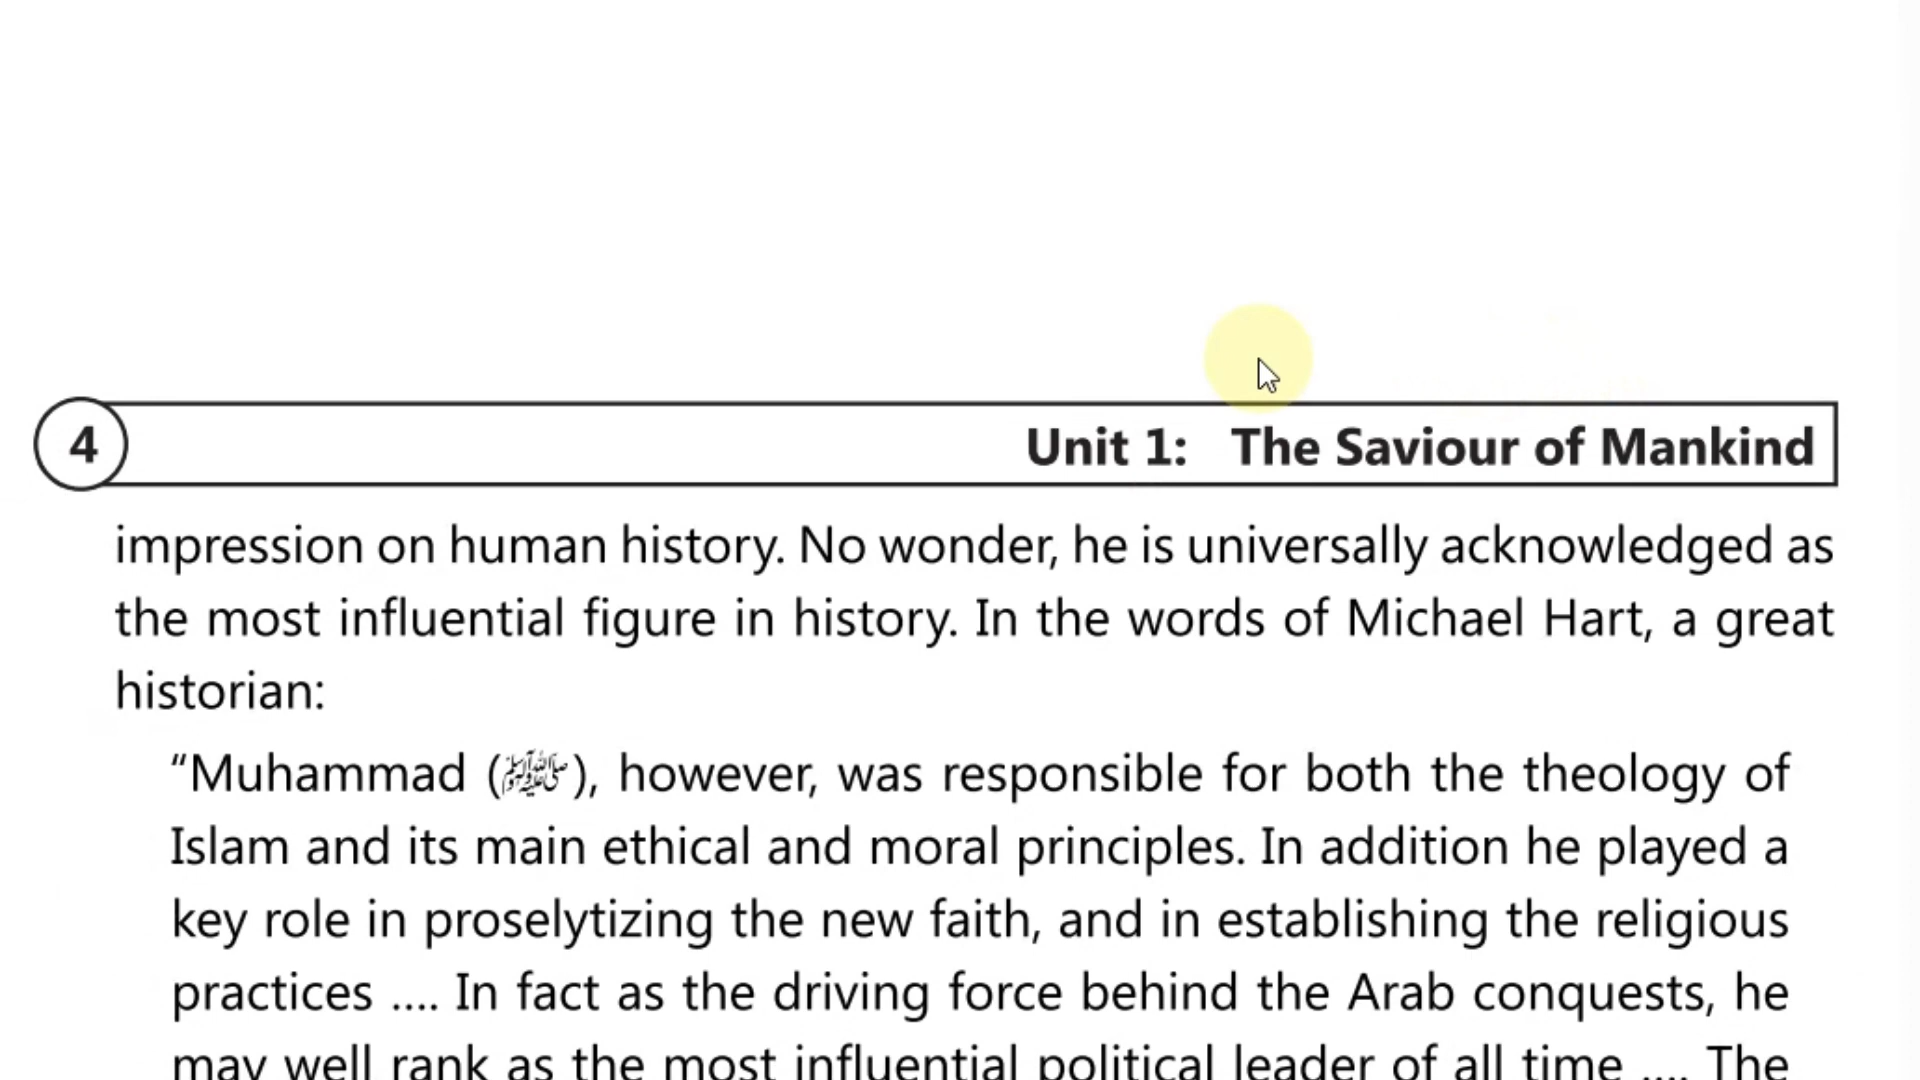 4
Unit 1: The Saviour of Mankind
impression on human history. No wonder, he is universally acknowledged as
the most influential figure in history. In the words of Michael Hart, a great
historian:
“Muhammad (ﷺ), however, was responsible for both the theology of
Islam and its main ethical and moral principles. In addition he played a
key role in proselytizing the new faith, and in establishing the religious
practices .... In fact as the driving force behind the Arab conquests, he
may well rank as the most influential political leader of all time .... The